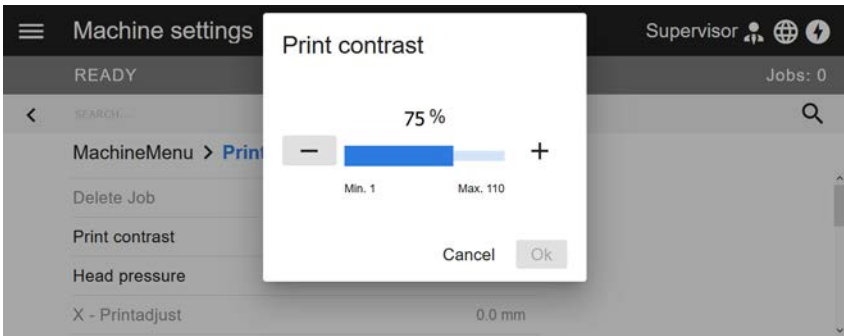 Machine settings
Supervisor
READY
Jobs: 0
SEARCH...
MachineMenu > Print
Delete Job
Print contrast
Head pressure
X - Printadjust 0.0 mm
Print contrast
75 %
− +
Min. 1 Max. 110
Cancel Ok